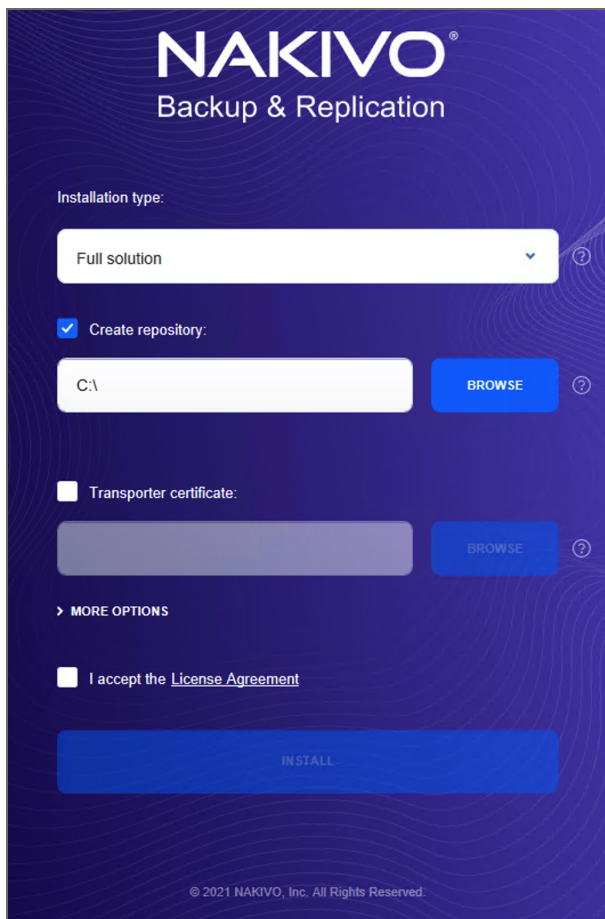 NAKIVO®
Backup & Replication
Installation type:
Full solution
Create repository:
C:\
BROWSE
Transporter certificate:
BROWSE
MORE OPTIONS
I accept the License Agreement
INSTALL
© 2021 NAKIVO, Inc. All Rights Reserved.